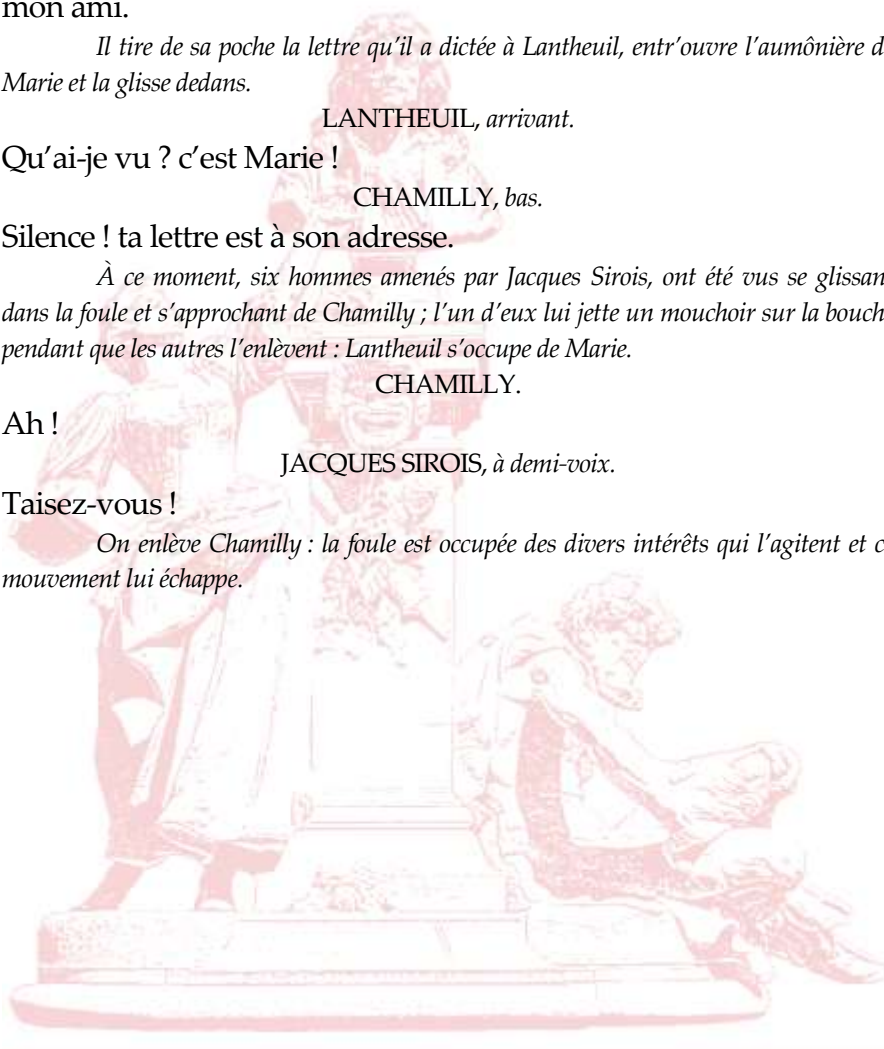 mon ami.
Il tire de sa poche la lettre qu'il a dictée à Lantheuil, entr'ouvre l'aumônière d
Marie et la glisse dedans.
LANTHEUIL, arrivant.
Qu'ai-je vu ? c'est Marie !
CHAMILLY, bas.
Silence ! ta lettre est à son adresse.
À ce moment, six hommes amenés par Jacques Sirois, ont été vus se glissan
dans la foule et s'approchant de Chamilly ; l'un d'eux lui jette un mouchoir sur la bouch
pendant que les autres l'enlèvent : Lantheuil s'occupe de Marie.
CHAMILLY.
Ah !
JACQUES SIROIS, à demi-voix.
Taisez-vous !
On enlève Chamilly : la foule est occupée des divers intérêts qui l'agitent et c
mouvement lui échappe.